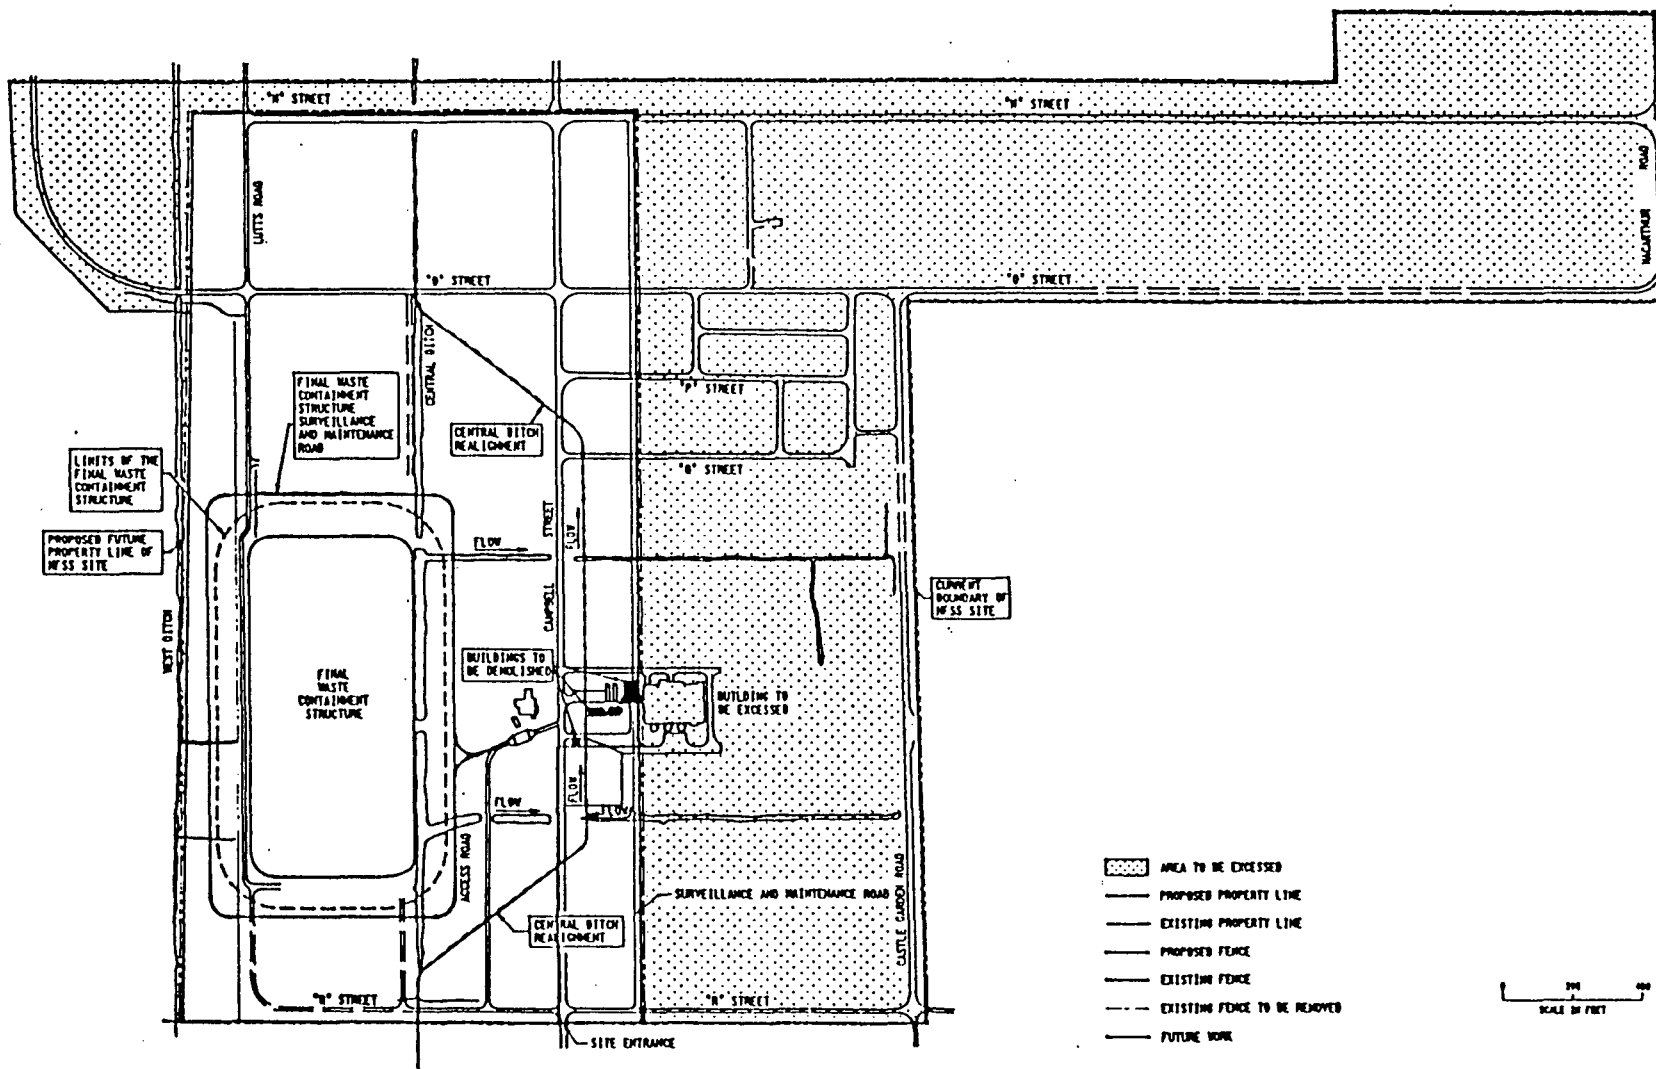 "N" STREET
"N" STREET
LUTTS ROAD
MACARTHUR ROAD
"O" STREET
"O" STREET
CENTRAL DITCH
FINAL WASTE
CONTAINMENT
STRUCTURE
SURVEILLANCE
AND MAINTENANCE
ROAD
"P" STREET
CENTRAL DITCH
REALIGNMENT
LIMITS OF THE
FINAL WASTE
CONTAINMENT
STRUCTURE
"Q" STREET
PROPOSED FUTURE
PROPERTY LINE OF
NFSS SITE
CAMPBELL STREET
FLOW
FLOW
CURRENT
BOUNDARY OF
NFSS SITE
WEST DITCH
BUILDINGS TO
BE DEMOLISHED
FINAL
WASTE
CONTAINMENT
STRUCTURE
BUILDING TO
BE EXCESSED
FLOW
FLOW
FLOW
ACCESS ROAD
SURVEILLANCE AND MAINTENANCE ROAD
CASTLE GARDEN ROAD
CENTRAL DITCH
REALIGNMENT
"R" STREET
"R" STREET
SITE ENTRANCE
AREA TO BE EXCESSED
PROPOSED PROPERTY LINE
EXISTING PROPERTY LINE
PROPOSED FENCE
EXISTING FENCE
EXISTING FENCE TO BE REMOVED
FUTURE WORK
0 200 400
SCALE IN FEET